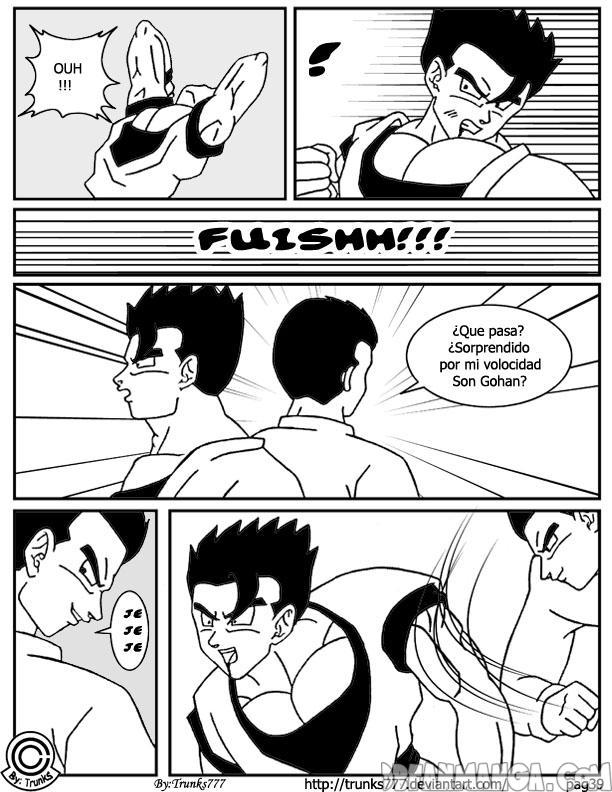 OUH
!!!
!
FUISHH!!!
¿Que pasa?
¿Sorprendido
por mi volocidad
Son Gohan?
JE
JE
JE
By: TrunkS
By:Trunks777
http://trunks777.deviantart.com
pag39